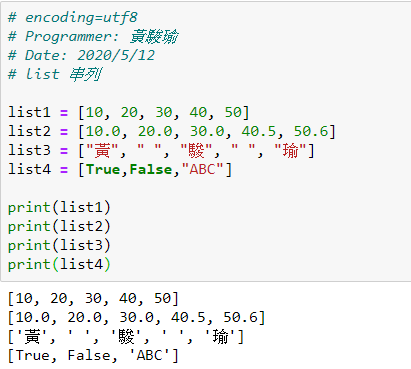 # encoding=utf8
# Programmer: 黃駿瑜
# Date: 2020/5/12
# list 串列
list1 = [10, 20, 30, 40, 50]
list2 = [10.0, 20.0, 30.0, 40.5, 50.6]
list3 = ["黃", " ", "駿", " ", "瑜"]
list4 = [True,False,"ABC"]
print(list1)
print(list2)
print(list3)
print(list4)
[10, 20, 30, 40, 50]
[10.0, 20.0, 30.0, 40.5, 50.6]
['黃', ' ', '駿', ' ', '瑜']
[True, False, 'ABC']